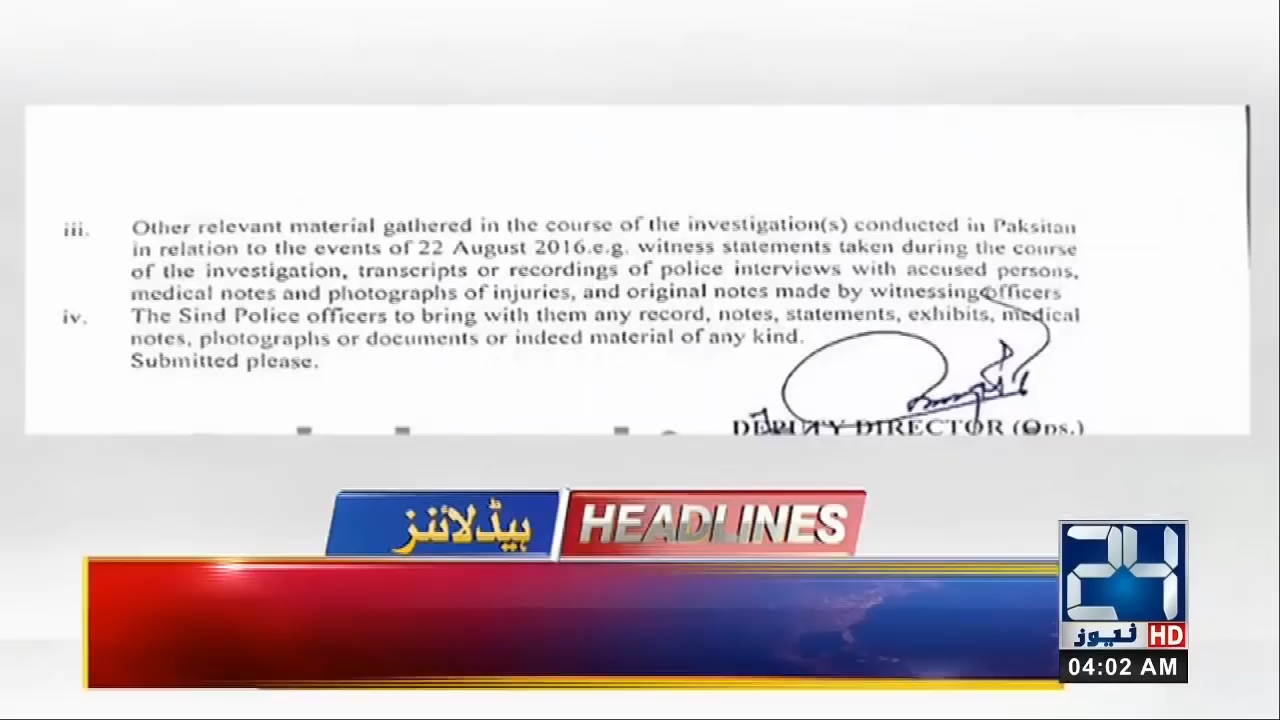 iii. Other relevant material gathered in the course of the investigation(s) conducted in Paksitan
in relation to the events of 22 August 2016.e.g. witness statements taken during the course
of the investigation, transcripts or recordings of police interviews with accused persons,
medical notes and photographs of injuries, and original notes made by witnessing officers
iv. The Sind Police officers to bring with them any record, notes, statements, exhibits, medical
notes, photographs or documents or indeed material of any kind.
Submitted please.
DEPUTY DIRECTOR (Ops.)
ہیڈلائنز HEADLINES
24
نیوز HD
04:02 AM